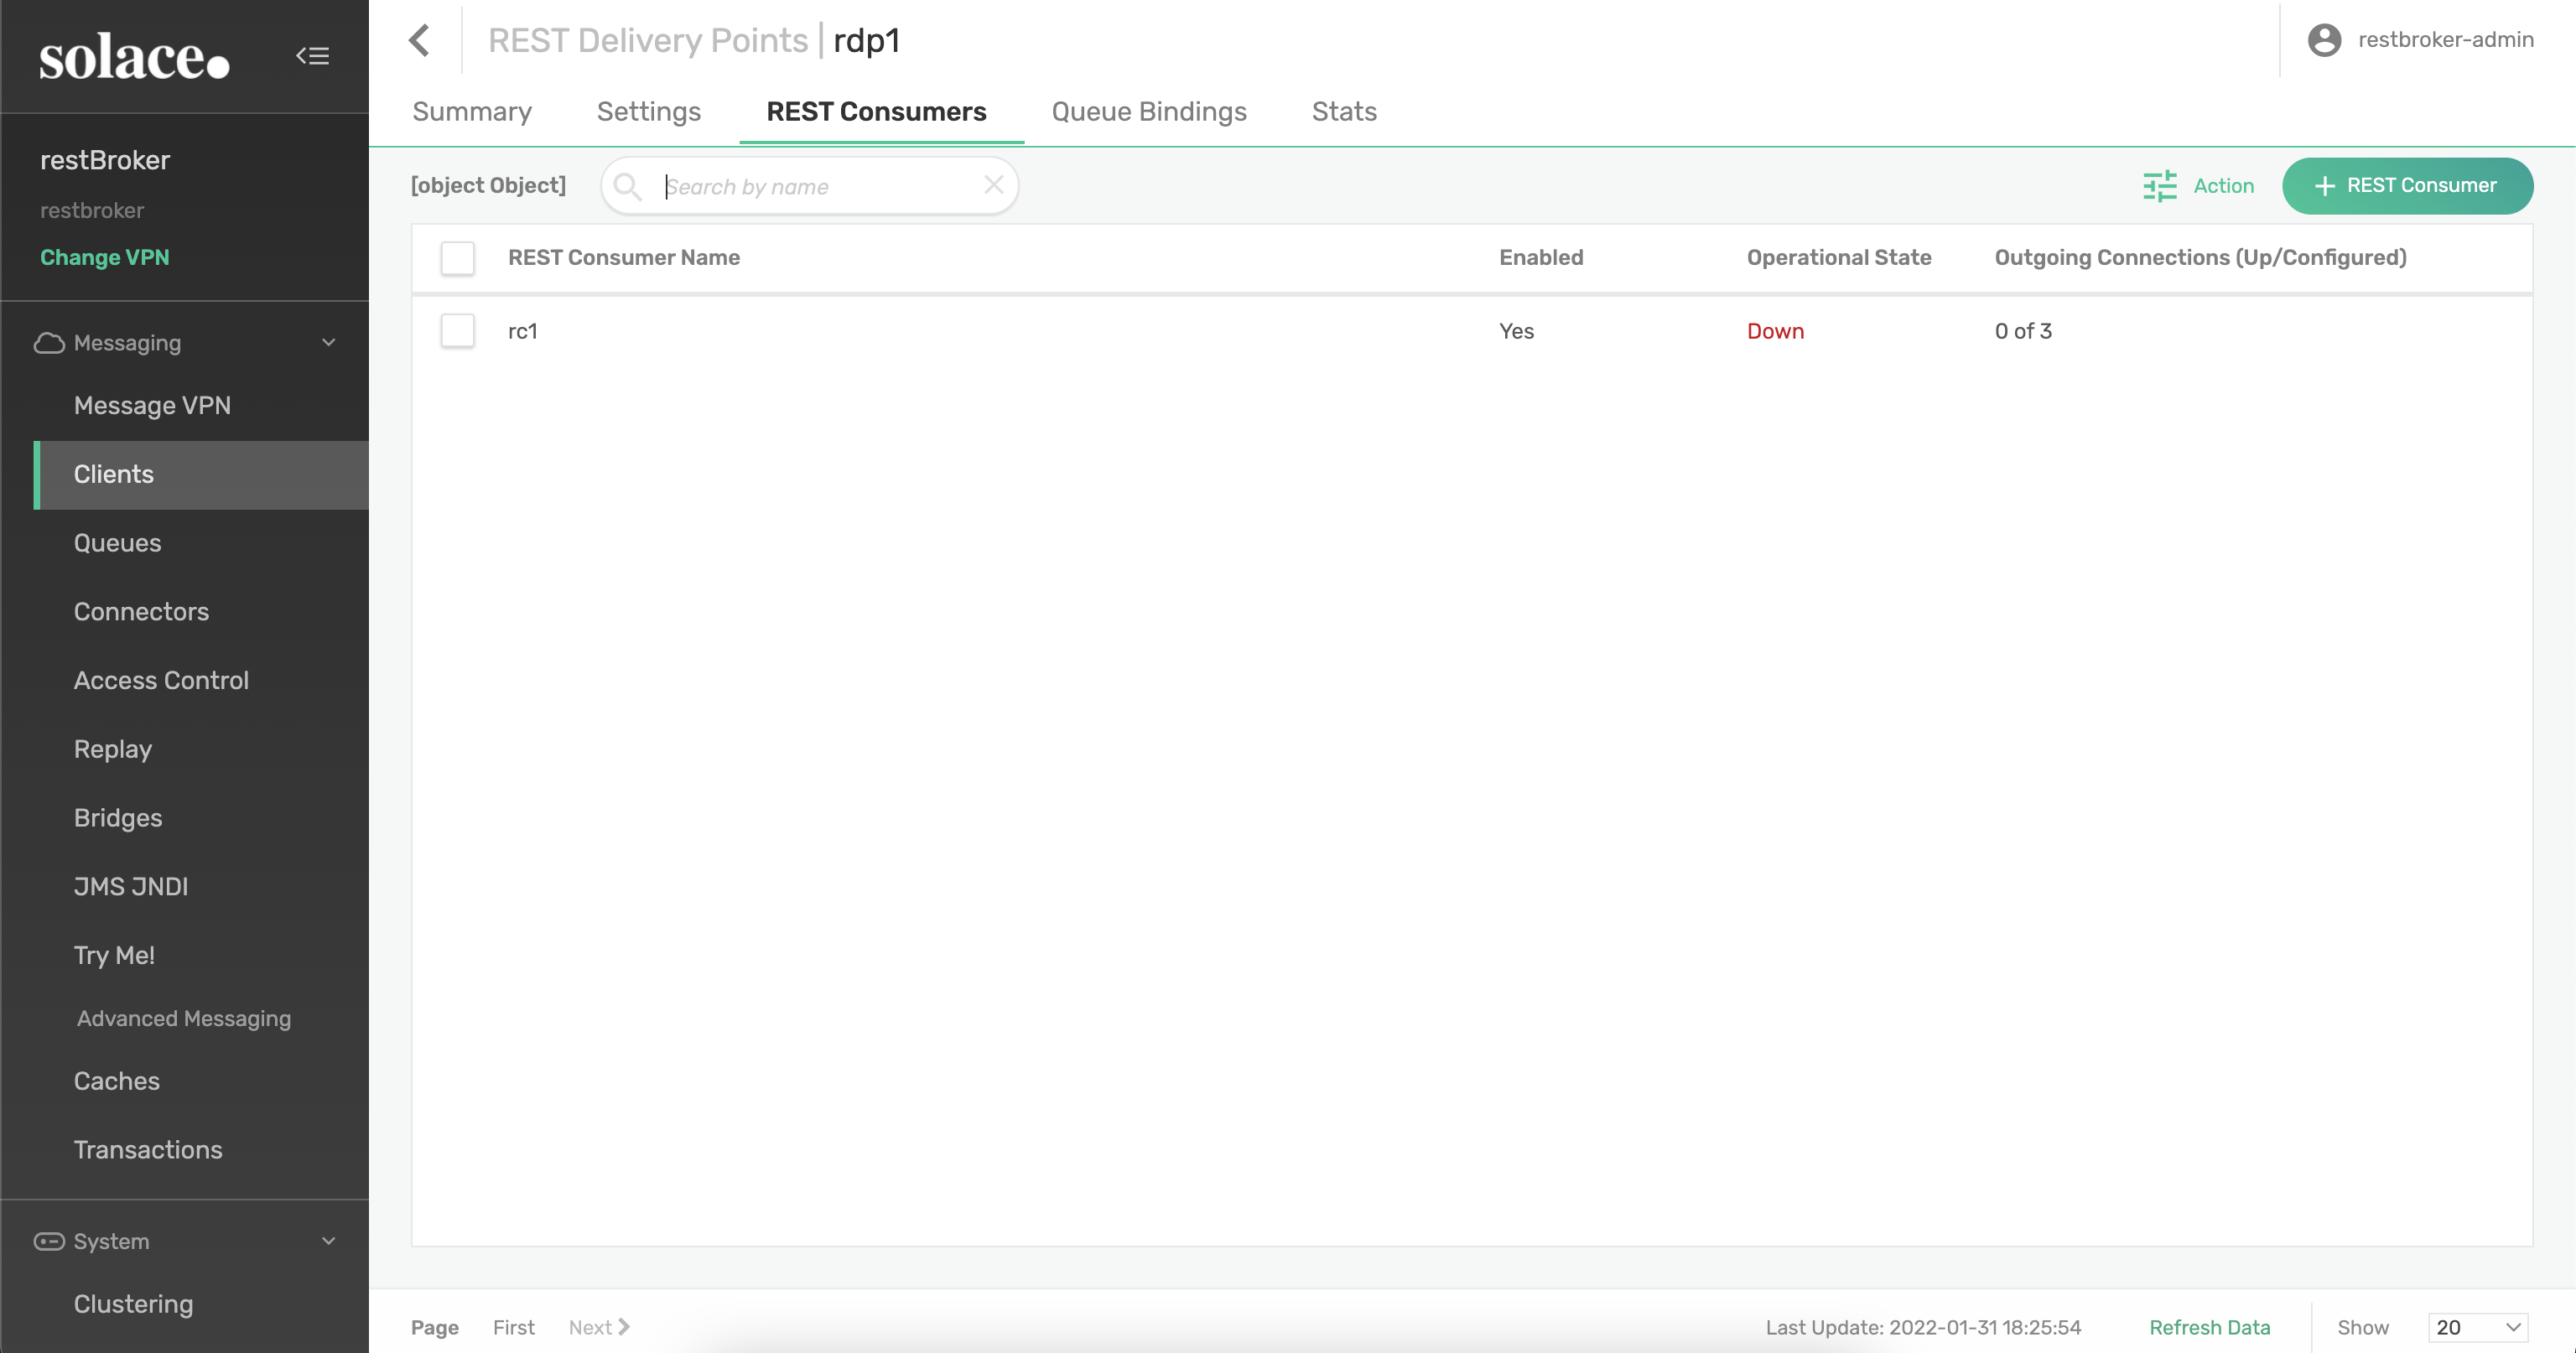 solace.
restBroker
restbroker
Change VPN
Messaging
Message VPN
Clients
Queues
Connectors
Access Control
Replay
Bridges
JMS JNDI
Try Me!
Advanced Messaging
Caches
Transactions
System
Clustering
REST Delivery Points | rdp1
restbroker-admin
Summary Settings REST Consumers Queue Bindings Stats
[object Object] Search by name Action + REST Consumer
REST Consumer Name Enabled Operational State Outgoing Connections (Up/Configured)
rc1 Yes Down 0 of 3
Page First Next Last Update: 2022-01-31 18:25:54 Refresh Data Show 20